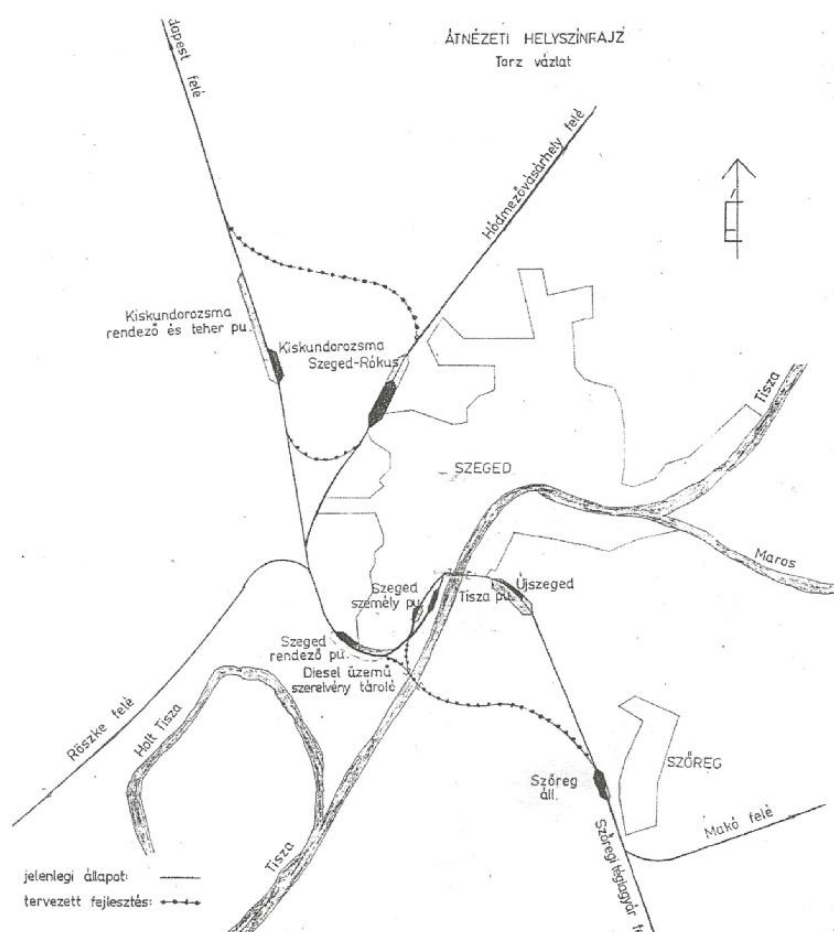 ÁTNÉZETI HELYSZÍNRAJZ
Torz vázlat
dapest felé
Hódmezővásárhely felé
Kiskundorozsma
rendező és teher pu.
Kiskundorozsma
Szeged-Rókus
Tisza
SZEGED
Maros
Szeged
személy pu.
Tisza pu.
Újszeged
Szeged
rendező pu.
Diesel üzemű
szerelvény tároló
Röszke felé
Holt Tisza
SZŐREG
Szőreg
áll.
Makó felé
Szőregi téglagyár fe
Tisza
jelenlegi állapot:
tervezett fejlesztés: